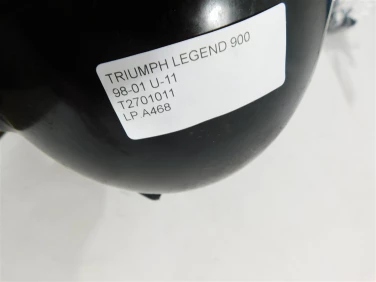 TRIUMPH LEGEND 900
98-01 U-11
T2701011
LP A468